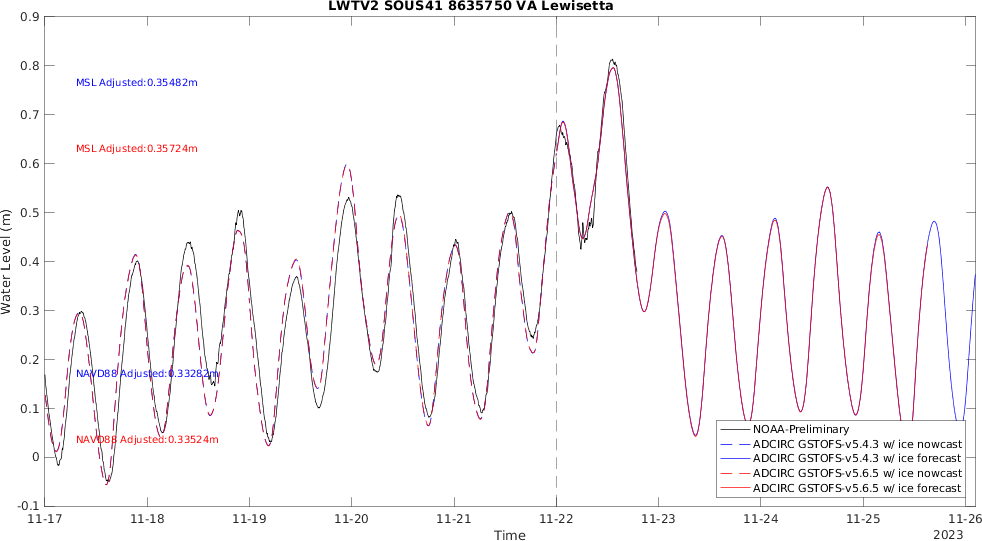 LWTV2 SOUS41 8635750 VA Lewisetta
0.9
0.8
0.7
0.6
0.5
0.4
0.3
0.2
0.1
0
-0.1
Water Level (m)
MSL Adjusted:0.35482m
MSL Adjusted:0.35724m
NAVD88 Adjusted:0.33282m
NAVD88 Adjusted:0.33524m
NOAA-Preliminary
ADCIRC GSTOFS-v5.4.3 w/ ice nowcast
ADCIRC GSTOFS-v5.4.3 w/ ice forecast
ADCIRC GSTOFS-v5.6.5 w/ ice nowcast
ADCIRC GSTOFS-v5.6.5 w/ ice forecast
11-17 11-18 11-19 11-20 11-21 11-22 11-23 11-24 11-25 11-26
Time
2023